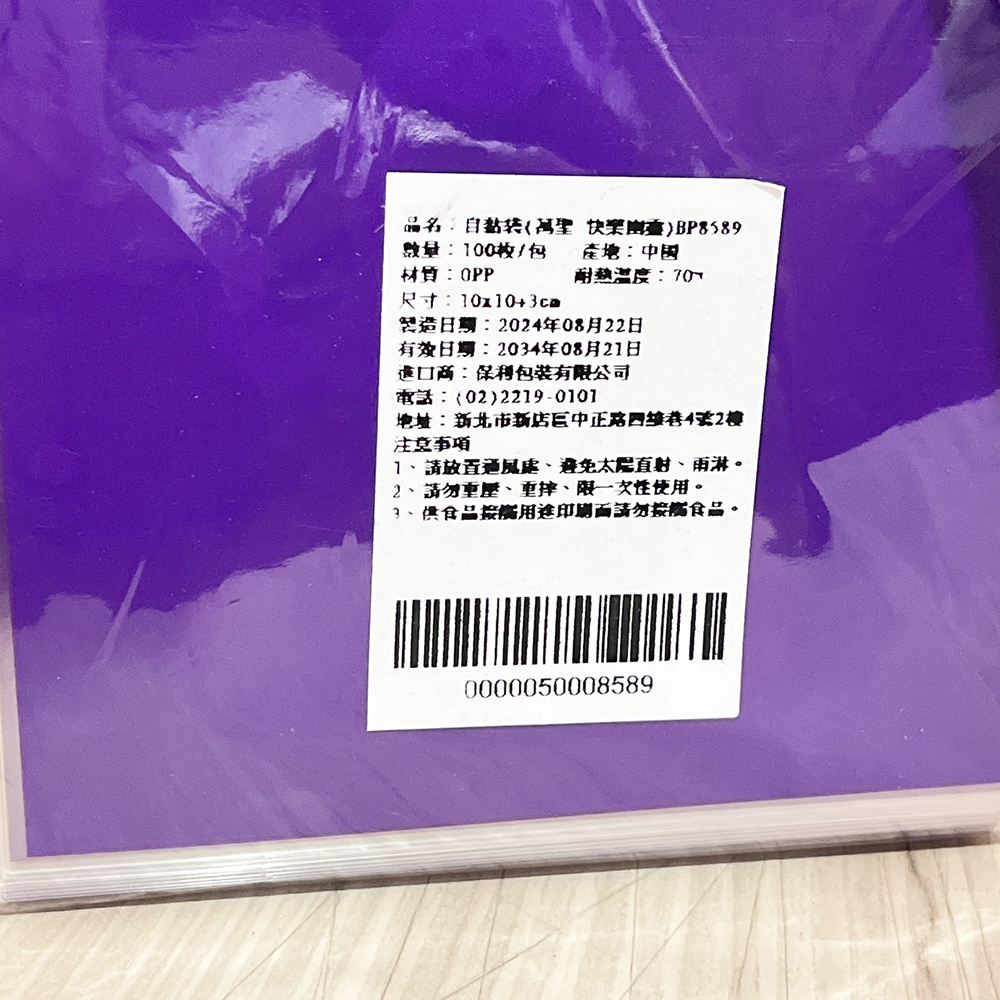 品名：自黏袋(萬聖 快樂幽靈)BP8589
數量：100枚/包 產地：中國
材質：OPP 耐熱溫度：70℃
尺寸：10x10+3cm
製造日期：2024年08月22日
有效日期：2034年08月21日
進口商：保利包裝有限公司
電話：(02)2219-0101
地址：新北市新店區中正路四維巷4號2樓
注意事項
1、請放置通風處、避免太陽直射、雨淋。
2、請勿重壓、重摔、限一次性使用。
3、供食品接觸用途印刷面請勿接觸食品。
0000050008589